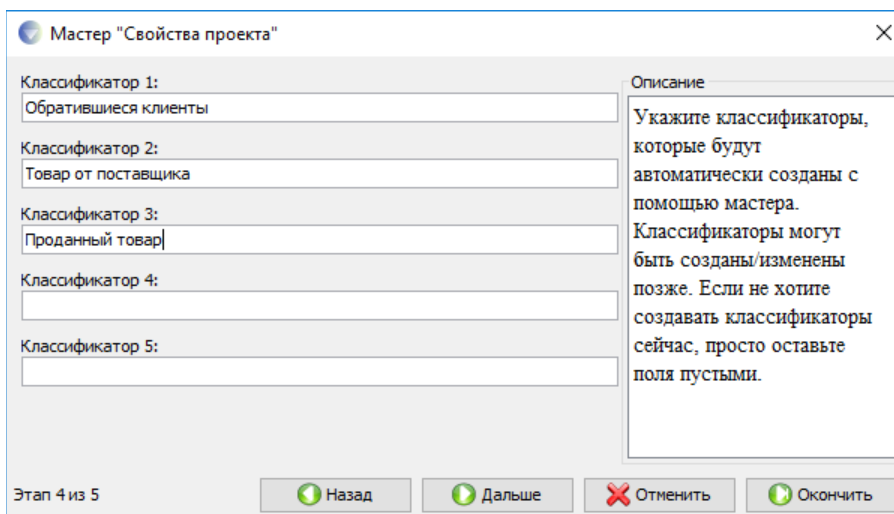 Мастер "Свойства проекта"
Классификатор 1:
Обратившиеся клиенты
Классификатор 2:
Товар от поставщика
Классификатор 3:
Проданный товар
Классификатор 4:
Классификатор 5:
Описание
Укажите классификаторы,
которые будут
автоматически созданы с
помощью мастера.
Классификаторы могут
быть созданы/изменены
позже. Если не хотите
создавать классификаторы
сейчас, просто оставьте
поля пустыми.
Этап 4 из 5
Назад
Дальше
Отменить
Окончить